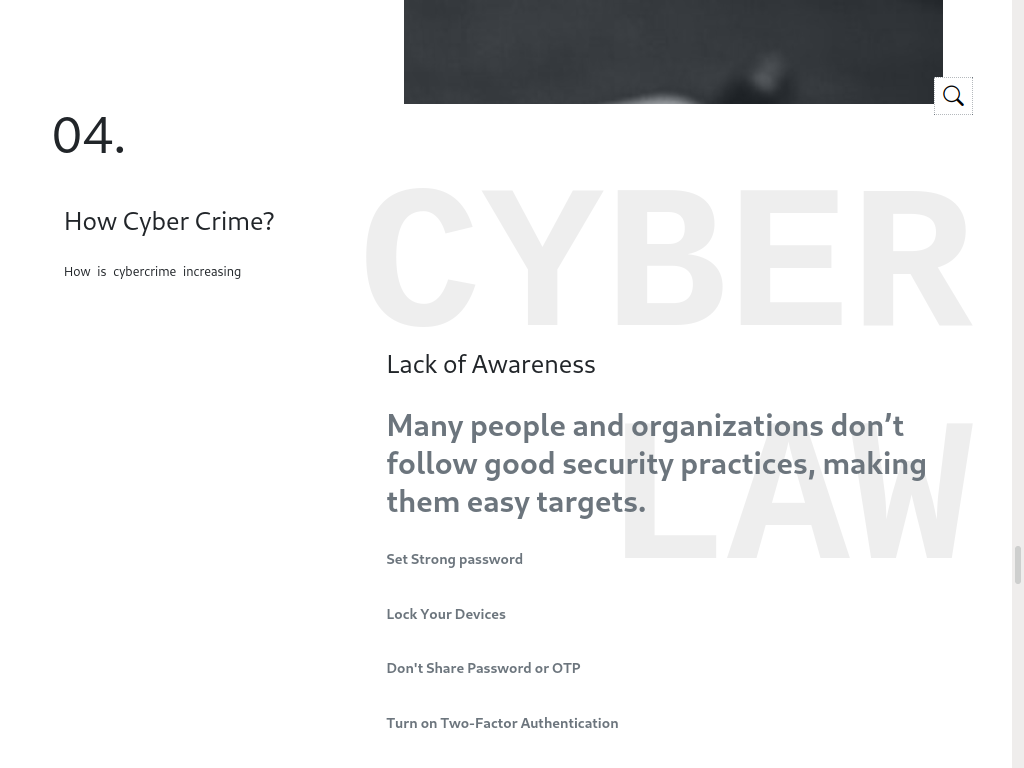 04.
How Cyber Crime?
How is cybercrime increasing
CYBER
LAW
Lack of Awareness
Many people and organizations don’t
follow good security practices, making
them easy targets.
Set Strong password
Lock Your Devices
Don't Share Password or OTP
Turn on Two-Factor Authentication